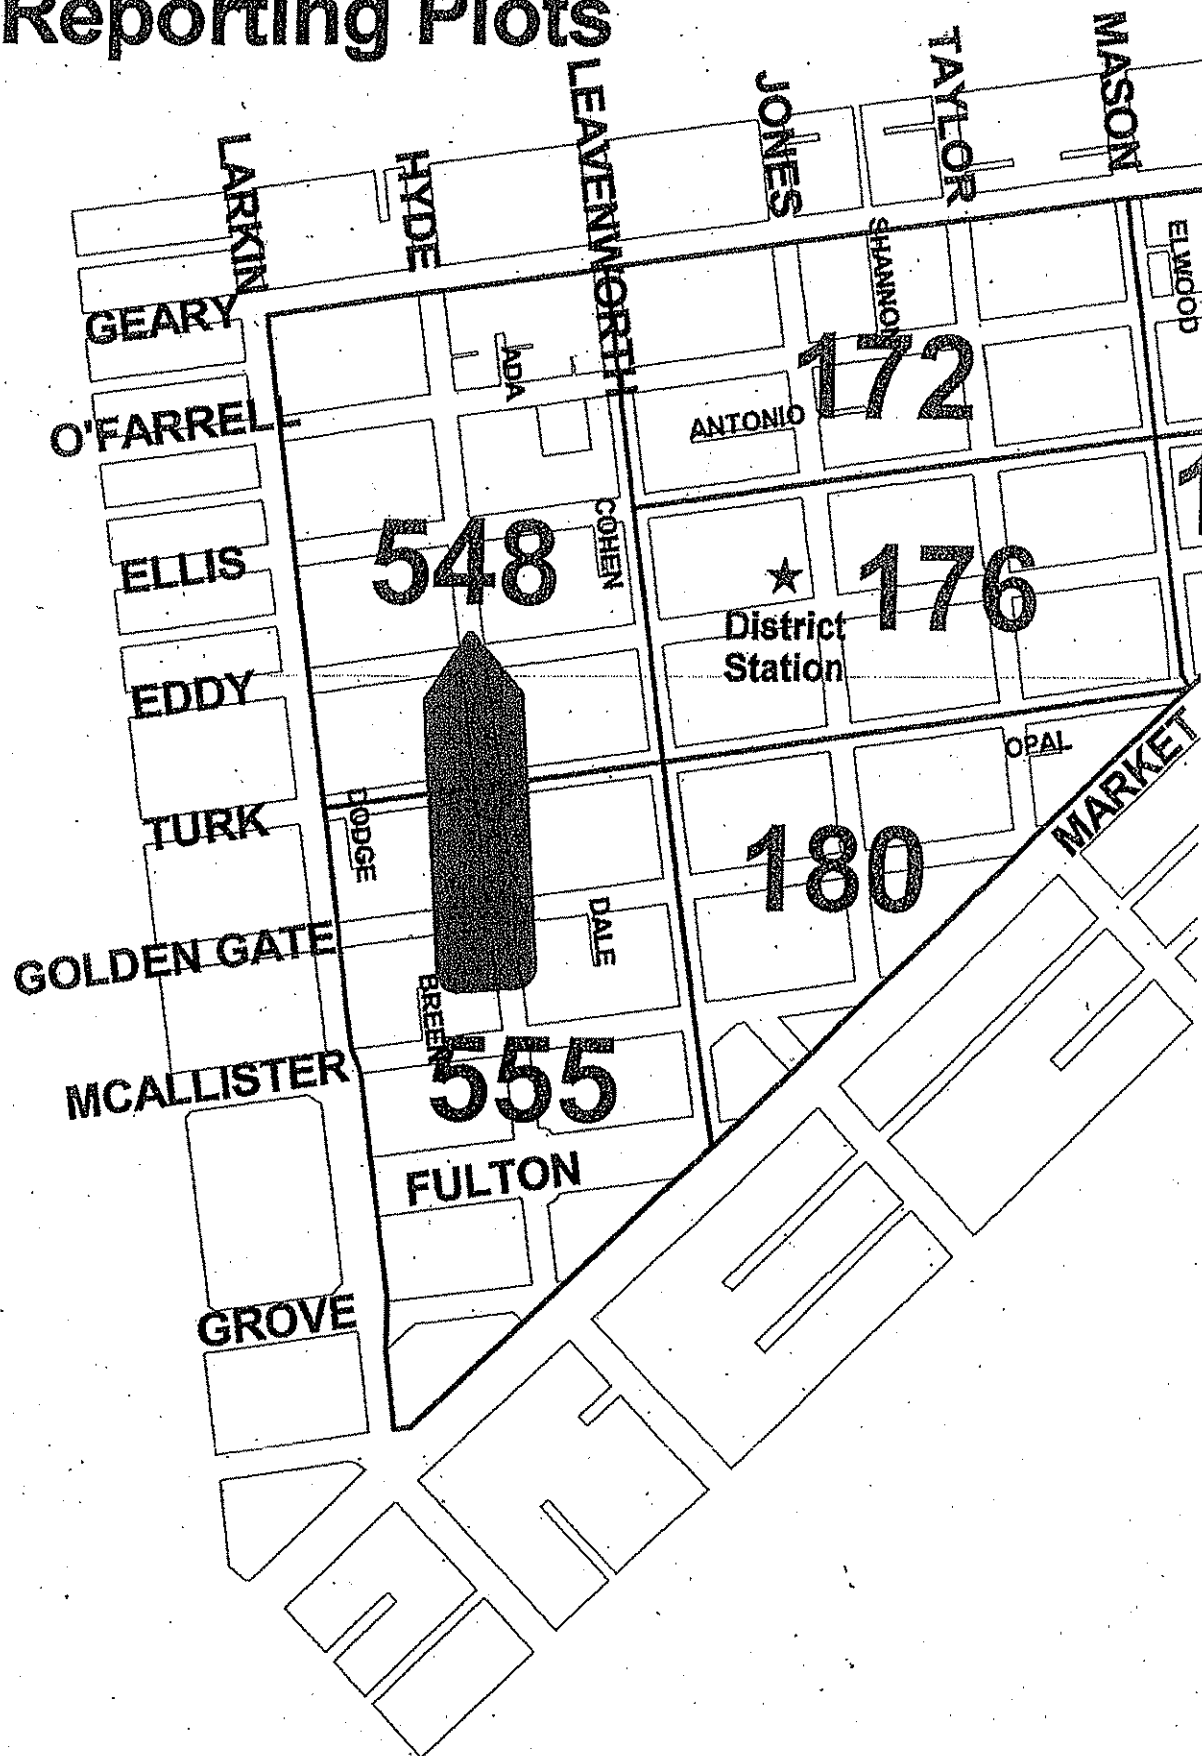 Reporting Plots
MASON
TAYLOR
LEAVENWORTH
JONES
LARKIN
HYDE
SHANNON
ELWOOD
GEARY
172
ADA
O'FARRELL
ANTONIO
548
COHEN
176
ELLIS
District
Station
EDDY
OPAL
MARKET
TURK
DODGE
180
GOLDEN GATE
DALE
BREEN
MCALLISTER
555
FULTON
GROVE